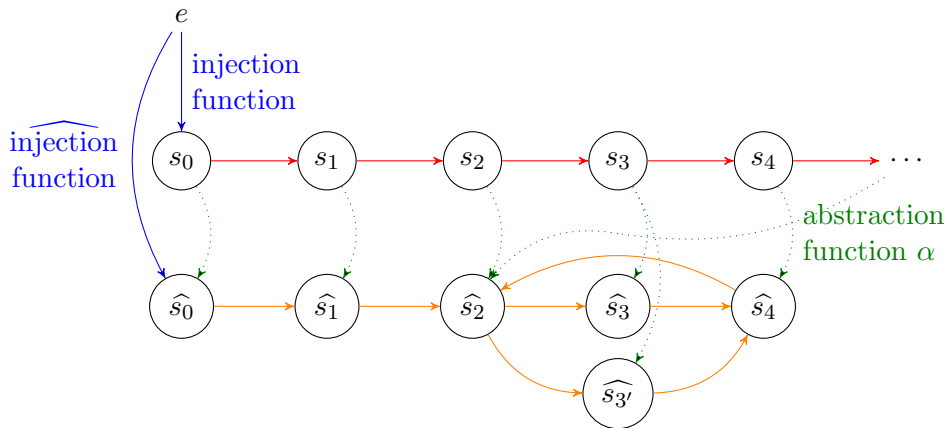 e
injection
function
injection
function
s₀ s₁ s₂ s₃ s₄ ⋯
abstraction
function α
ŝ₀ ŝ₁ ŝ₂ ŝ₃ ŝ₄
ŝ₃′